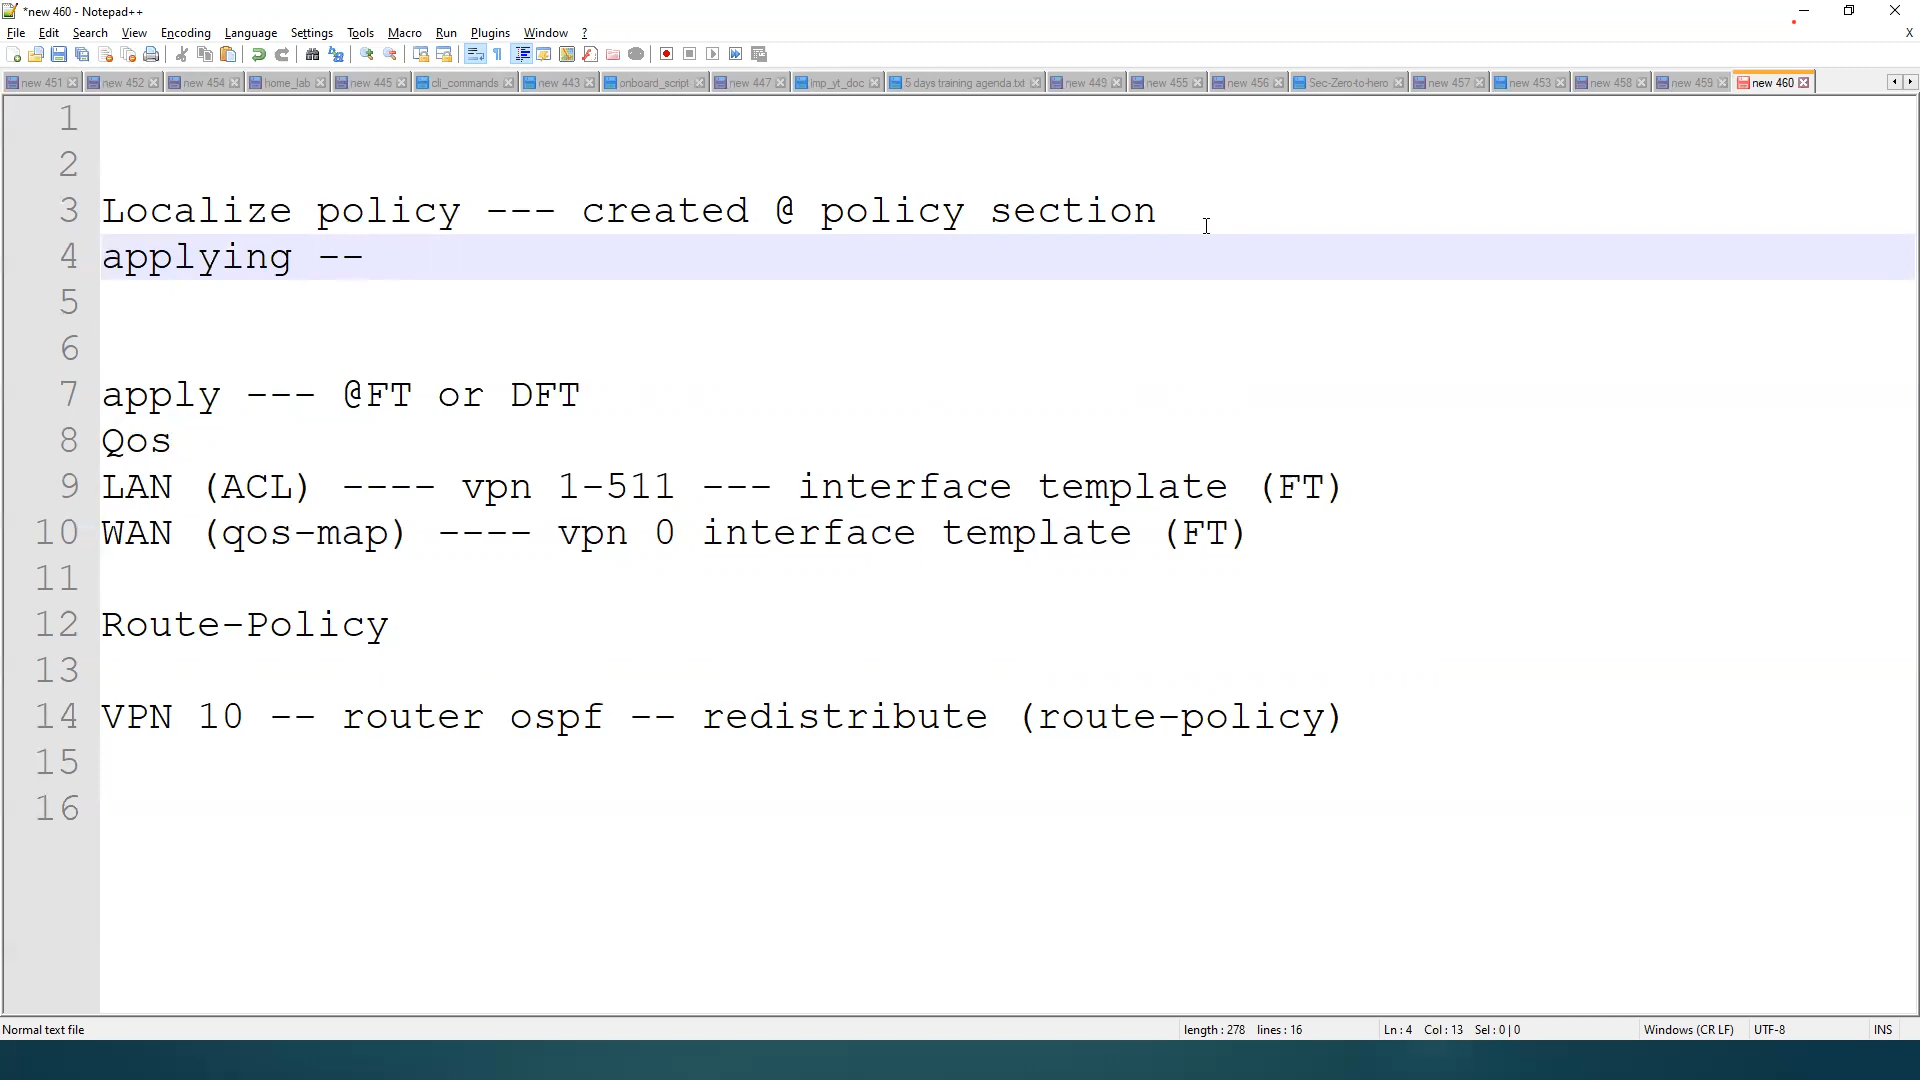 *new 460 - Notepad++
File Edit Search View Encoding Language Settings Tools Macro Run Plugins Window ? X
new 451 new 452 new 454 home_lab new 445 cli_commands new 443 onboard_script new 447 imp_yt_doc 5 days training agenda.txt new 449 new 455 new 456 Sec-Zero-to-hero new 457 new 453 new 458 new 459 new 460
1
2
3 Localize policy --- created @ policy section
4 applying --
5
6
7 apply --- @FT or DFT
8 Qos
9 LAN (ACL) ---- vpn 1-511 --- interface template (FT)
10 WAN (qos-map) ---- vpn 0 interface template (FT)
11
12 Route-Policy
13
14 VPN 10 -- router ospf -- redistribute (route-policy)
15
16
Normal text file length : 278 lines : 16 Ln : 4 Col : 13 Sel : 0 | 0 Windows (CR LF) UTF-8 INS